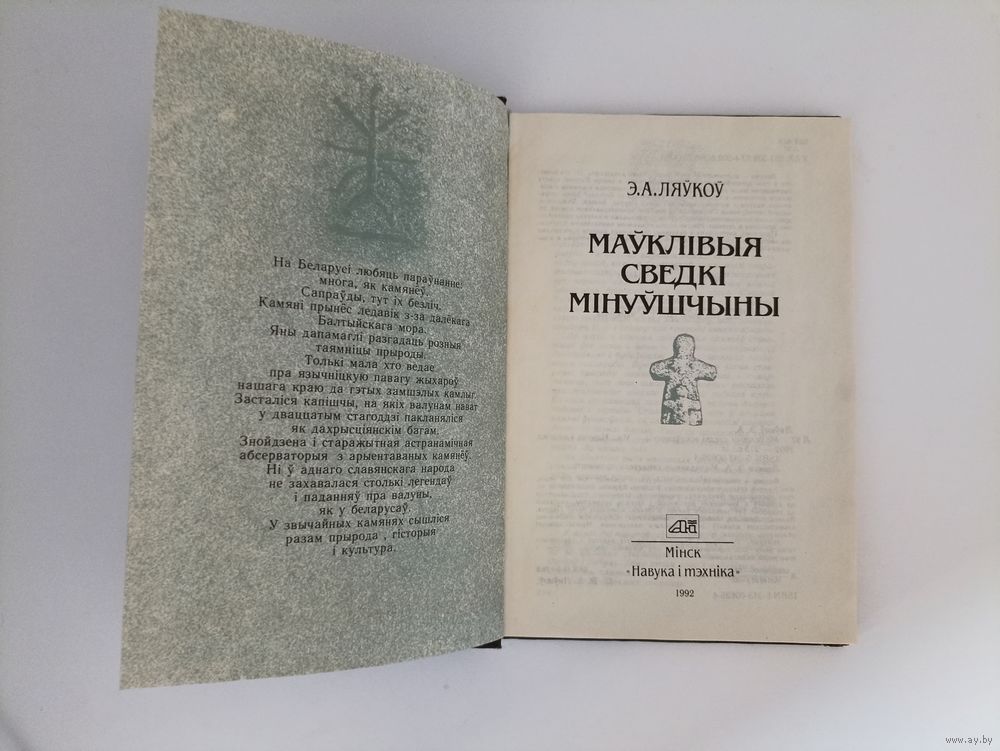 На Беларусі любяць параўнанне:
многа, як камянёў.
Сапраўды, тут іх безліч.
Камяні прынёс ледавік з-за далёкага
Балтыйскага мора.
Яны дапамаглі разгадаць розныя
таямніцы прыроды.
Толькі мала хто ведае
пра язычніцкую павагу жыхароў
нашага краю да гэтых замшэлых камлыг.
Засталіся капішчы, на якіх валунам нават
у дваццатым стагоддзі пакланяліся
як дахрысціянскім багам.
Знойдзена і старажытная астранамічная
абсерваторыя з арыентаваных камянёў.
Ні ў аднаго славянскага народа
не захавалася столькі легендаў
і паданняў пра валуны,
як у беларусаў.
У звычайных камянях сышліся
разам прырода , гісторыя
і культура.
Э.А.ЛЯЎКОЎ
МАЎКЛІВЫЯ
СВЕДКІ
МІНУЎШЧЫНЫ
Мінск
«Навука і тэхніка»
1992
www.ay.by